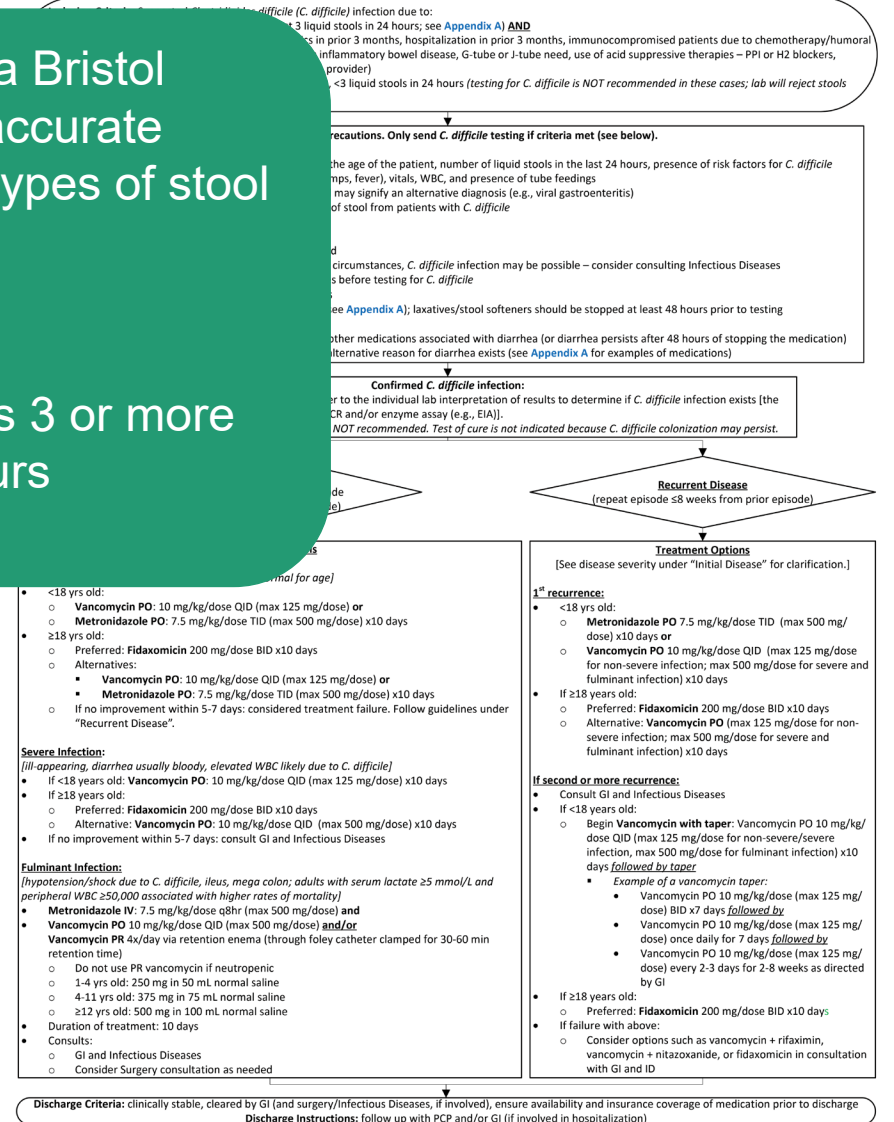 difficile (C. difficile) infection due to:
3 liquid stools in 24 hours; see Appendix A) AND
in prior 3 months, hospitalization in prior 3 months, immunocompromised patients due to chemotherapy/humoral
inflammatory bowel disease, G-tube or J-tube need, use of acid suppressive therapies – PPI or H2 blockers,
provider)
<3 liquid stools in 24 hours (testing for C. difficile is NOT recommended in these cases; lab will reject stools
a Bristol
accurate
ypes of stool
s 3 or more
urs
recautions. Only send C. difficile testing if criteria met (see below).
the age of the patient, number of liquid stools in the last 24 hours, presence of risk factors for C. difficile
mps, fever), vitals, WBC, and presence of tube feedings
may signify an alternative diagnosis (e.g., viral gastroenteritis)
of stool from patients with C. difficile
d
circumstances, C. difficile infection may be possible – consider consulting Infectious Diseases
s before testing for C. difficile
s
ee Appendix A); laxatives/stool softeners should be stopped at least 48 hours prior to testing
other medications associated with diarrhea (or diarrhea persists after 48 hours of stopping the medication)
lternative reason for diarrhea exists (see Appendix A for examples of medications)
Confirmed C. difficile infection:
er to the individual lab interpretation of results to determine if C. difficile infection exists [the
CR and/or enzyme assay (e.g., EIA)].
NOT recommended. Test of cure is not indicated because C. difficile colonization may persist.
de
e)
Recurrent Disease
(repeat episode ≤8 weeks from prior episode)
s
mal for age]
• <18 yrs old:
o Vancomycin PO: 10 mg/kg/dose QID (max 125 mg/dose) or
o Metronidazole PO: 7.5 mg/kg/dose TID (max 500 mg/dose) x10 days
• ≥18 yrs old:
o Preferred: Fidaxomicin 200 mg/dose BID x10 days
o Alternatives:
▪ Vancomycin PO: 10 mg/kg/dose QID (max 125 mg/dose) or
▪ Metronidazole PO: 7.5 mg/kg/dose TID (max 500 mg/dose) x10 days
o If no improvement within 5-7 days: considered treatment failure. Follow guidelines under
“Recurrent Disease”.
Severe Infection:
[ill-appearing, diarrhea usually bloody, elevated WBC likely due to C. difficile]
• If <18 years old: Vancomycin PO: 10 mg/kg/dose QID (max 125 mg/dose) x10 days
• If ≥18 years old:
o Preferred: Fidaxomicin 200 mg/dose BID x10 days
o Alternative: Vancomycin PO: 10 mg/kg/dose QID (max 500 mg/dose) x10 days
• If no improvement within 5-7 days: consult GI and Infectious Diseases
Fulminant Infection:
[hypotension/shock due to C. difficile, ileus, mega colon; adults with serum lactate ≥5 mmol/L and
peripheral WBC ≥50,000 associated with higher rates of mortality]
• Metronidazole IV: 7.5 mg/kg/dose q8hr (max 500 mg/dose) and
• Vancomycin PO 10 mg/kg/dose QID (max 500 mg/dose) and/or
Vancomycin PR 4x/day via retention enema (through foley catheter clamped for 30-60 min
retention time)
o Do not use PR vancomycin if neutropenic
o 1-4 yrs old: 250 mg in 50 mL normal saline
o 4-11 yrs old: 375 mg in 75 mL normal saline
o ≥12 yrs old: 500 mg in 100 mL normal saline
• Duration of treatment: 10 days
• Consults:
o GI and Infectious Diseases
o Consider Surgery consultation as needed
Treatment Options
[See disease severity under “Initial Disease” for clarification.]
1st recurrence:
• <18 yrs old:
o Metronidazole PO 7.5 mg/kg/dose TID (max 500 mg/
dose) x10 days or
o Vancomycin PO 10 mg/kg/dose QID (max 125 mg/dose
for non-severe infection; max 500 mg/dose for severe and
fulminant infection) x10 days
• If ≥18 years old:
o Preferred: Fidaxomicin 200 mg/dose BID x10 days
o Alternative: Vancomycin PO (max 125 mg/dose for non-
severe infection; max 500 mg/dose for severe and
fulminant infection) x10 days
If second or more recurrence:
• Consult GI and Infectious Diseases
• If <18 years old:
o Begin Vancomycin with taper: Vancomycin PO 10 mg/kg/
dose QID (max 125 mg/dose for non-severe/severe
infection, max 500 mg/dose for fulminant infection) x10
days followed by taper
▪ Example of a vancomycin taper:
• Vancomycin PO 10 mg/kg/dose (max 125 mg/
dose) BID x7 days followed by
• Vancomycin PO 10 mg/kg/dose (max 125 mg/
dose) once daily for 7 days followed by
• Vancomycin PO 10 mg/kg/dose (max 125 mg/
dose) every 2-3 days for 2-8 weeks as directed
by GI
• If ≥18 years old:
o Preferred: Fidaxomicin 200 mg/dose BID x10 days
• If failure with above:
o Consider options such as vancomycin + rifaximin,
vancomycin + nitazoxanide, or fidaxomicin in consultation
with GI and ID
Discharge Criteria: clinically stable, cleared by GI (and surgery/Infectious Diseases, if involved), ensure availability and insurance coverage of medication prior to discharge
Discharge Instructions: follow up with PCP and/or GI (if involved in hospitalization)